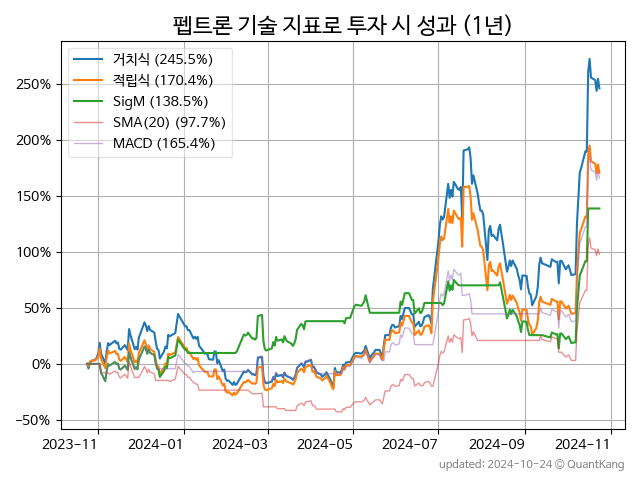 펩트론 기술 지표로 투자 시 성과 (1년)
거치식 (245.5%)
적립식 (170.4%)
SigM (138.5%)
SMA(20) (97.7%)
MACD (165.4%)
250%
200%
150%
100%
50%
0%
−50%
2023-11 2024-01 2024-03 2024-05 2024-07 2024-09 2024-11
updated: 2024-10-24 © QuantKang